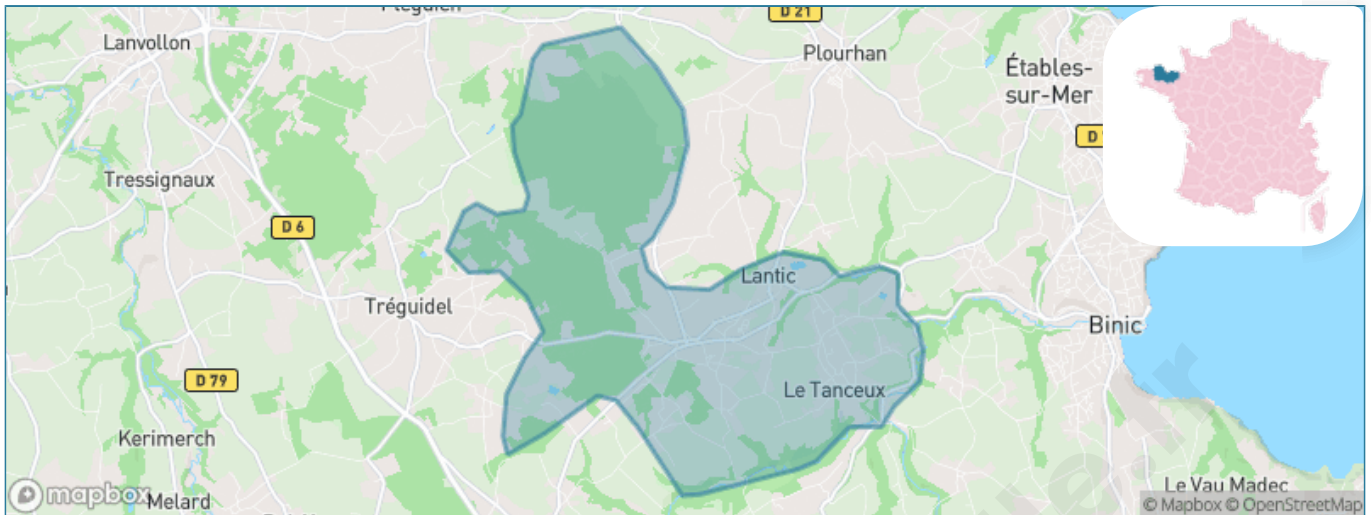 D 21
Lanvollon
Plourhan
Étables-
sur-Mer
Tressignaux
D 6
Lantic
Tréguidel
Binic
D 79
Le Tanceux
Kerimerch
mapbox
Melard
Le Vau Madec
© Mapbox © OpenStreetMap